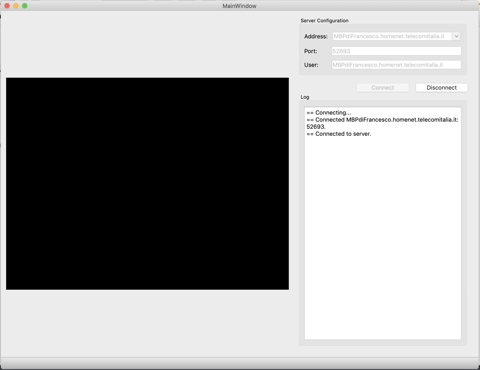 MainWindow
Server Configuration
Address: MBPdiFrancesco.homenet.telecomitalia.it
Port: 52693
User: MBPdiFrancesco.homenet.telecomitalia.it
Connect Disconnect
Log
== Connecting...
== Connected MBPdiFrancesco.homenet.telecomitalia.it:
52693.
== Connected to server.